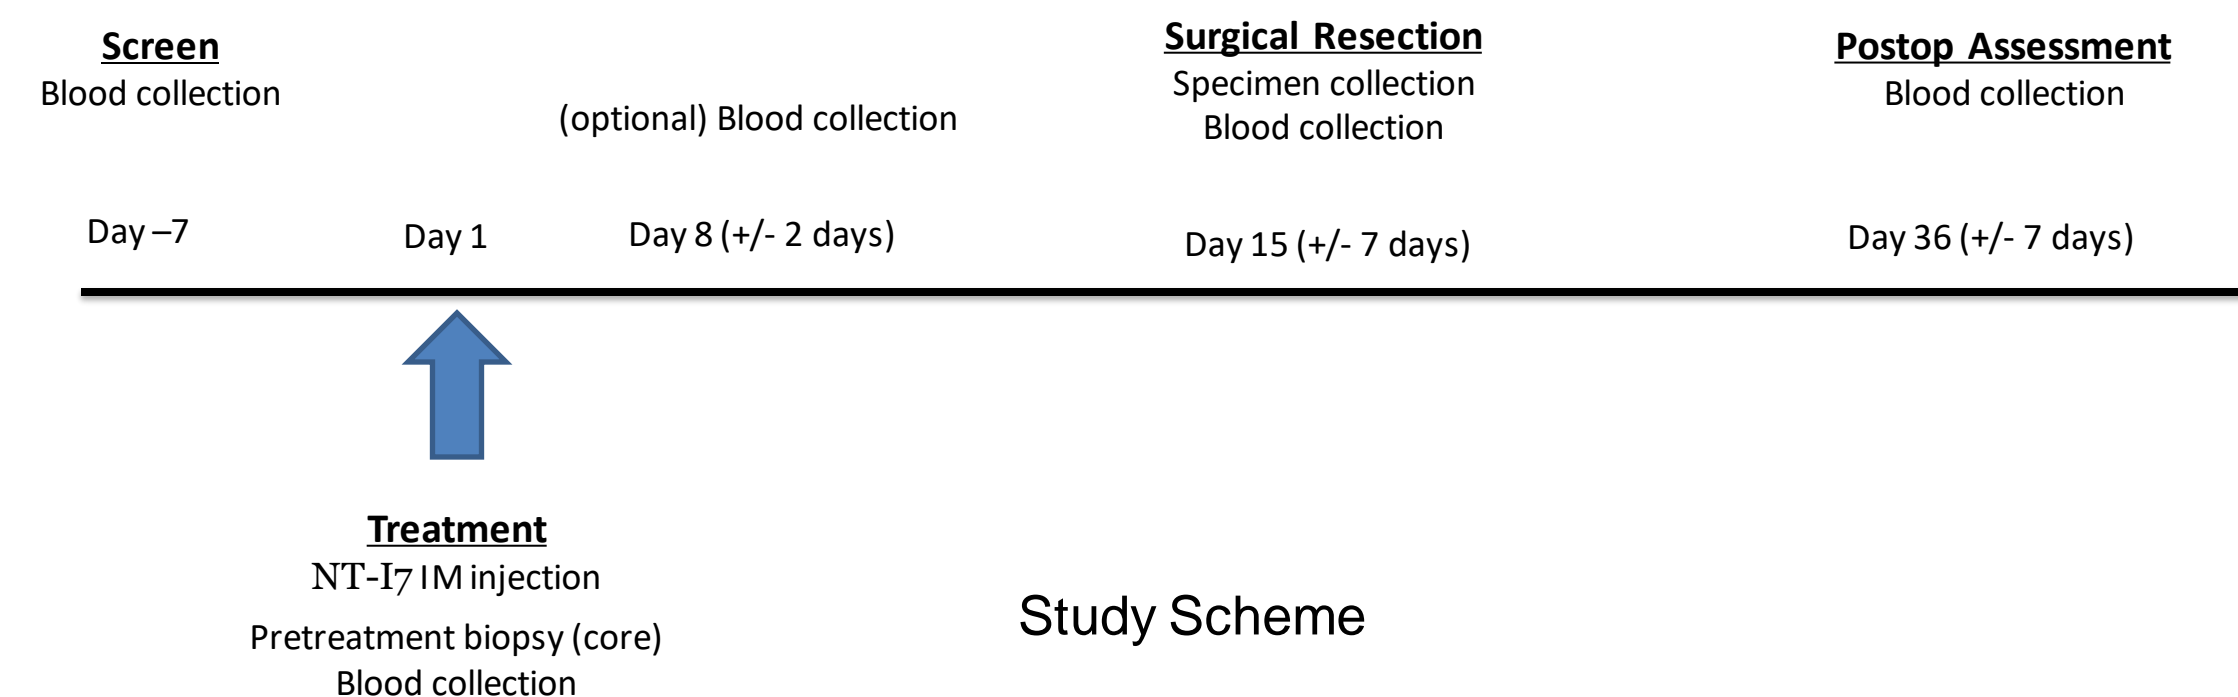 Screen
Blood collection
(optional) Blood collection
Surgical Resection
Specimen collection
Blood collection
Postop Assessment
Blood collection
Day –7
Day 1
Day 8 (+/- 2 days)
Day 15 (+/- 7 days)
Day 36 (+/- 7 days)
Treatment
NT-I7 IM injection
Pretreatment biopsy (core)
Blood collection
Study Scheme